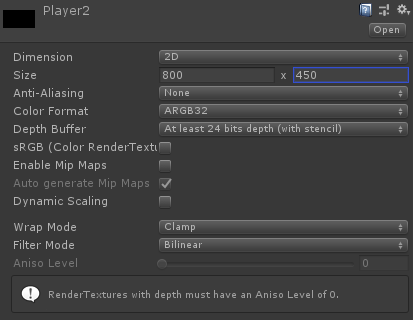 Player2
Open
Dimension 2D
Size 800 x 450
Anti-Aliasing None
Color Format ARGB32
Depth Buffer At least 24 bits depth (with stencil)
sRGB (Color RenderTextu
Enable Mip Maps
Auto generate Mip Maps
Dynamic Scaling
Wrap Mode Clamp
Filter Mode Bilinear
Aniso Level 0
RenderTextures with depth must have an Aniso Level of 0.